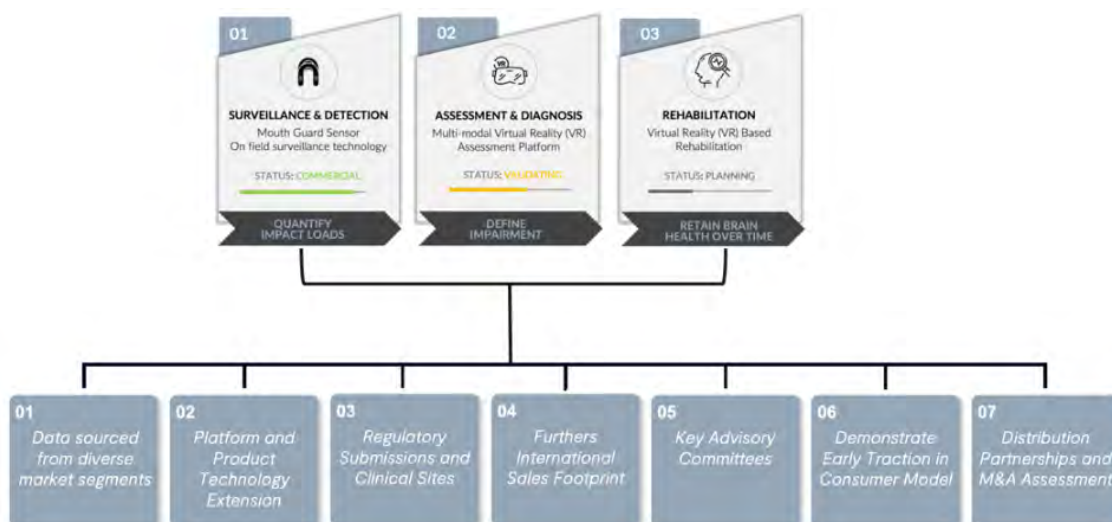 01
SURVEILLANCE & DETECTION
Mouth Guard Sensor
On field surveillance technology
STATUS: COMMERCIAL
QUANTIFY
IMPACT LOADS
02
VR
ASSESSMENT & DIAGNOSIS
Multi-modal Virtual Reality (VR)
Assessment Platform
STATUS: VALIDATING
DEFINE
IMPAIRMENT
03
REHABILITATION
Virtual Reality (VR) Based
Rehabilitation
STATUS: PLANNING
RETAIN BRAIN
HEALTH OVER TIME
01
Data sourced
from diverse
market segments
02
Platform and
Product
Technology
Extension
03
Regulatory
Submissions and
Clinical Sites
04
Furthers
International
Sales Footprint
05
Key Advisory
Committees
06
Demonstrate
Early Traction in
Consumer Model
07
Distribution
Partnerships and
M&A Assessment